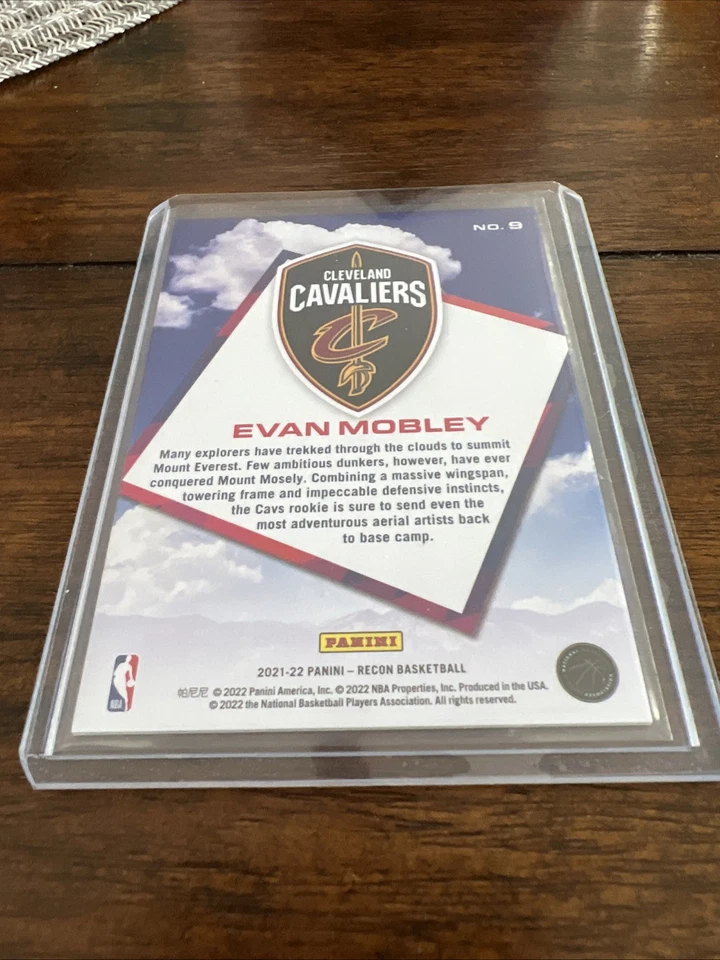 NO. 9
CLEVELAND
CAVALIERS
C
EVAN MOBLEY
Many explorers have trekked through the clouds to summit
Mount Everest. Few ambitious dunkers, however, have ever
conquered Mount Mosely. Combining a massive wingspan,
towering frame and impeccable defensive instincts,
the Cavs rookie is sure to send even the
most adventurous aerial artists back
to base camp.
PANINI
2021-22 PANINI – RECON BASKETBALL
帕尼尼 © 2022 Panini America, Inc. © 2022 NBA Properties, Inc. Produced in the USA.
© 2022 the National Basketball Players Association. All rights reserved.
NBA
NATIONAL
ASSOCIATION